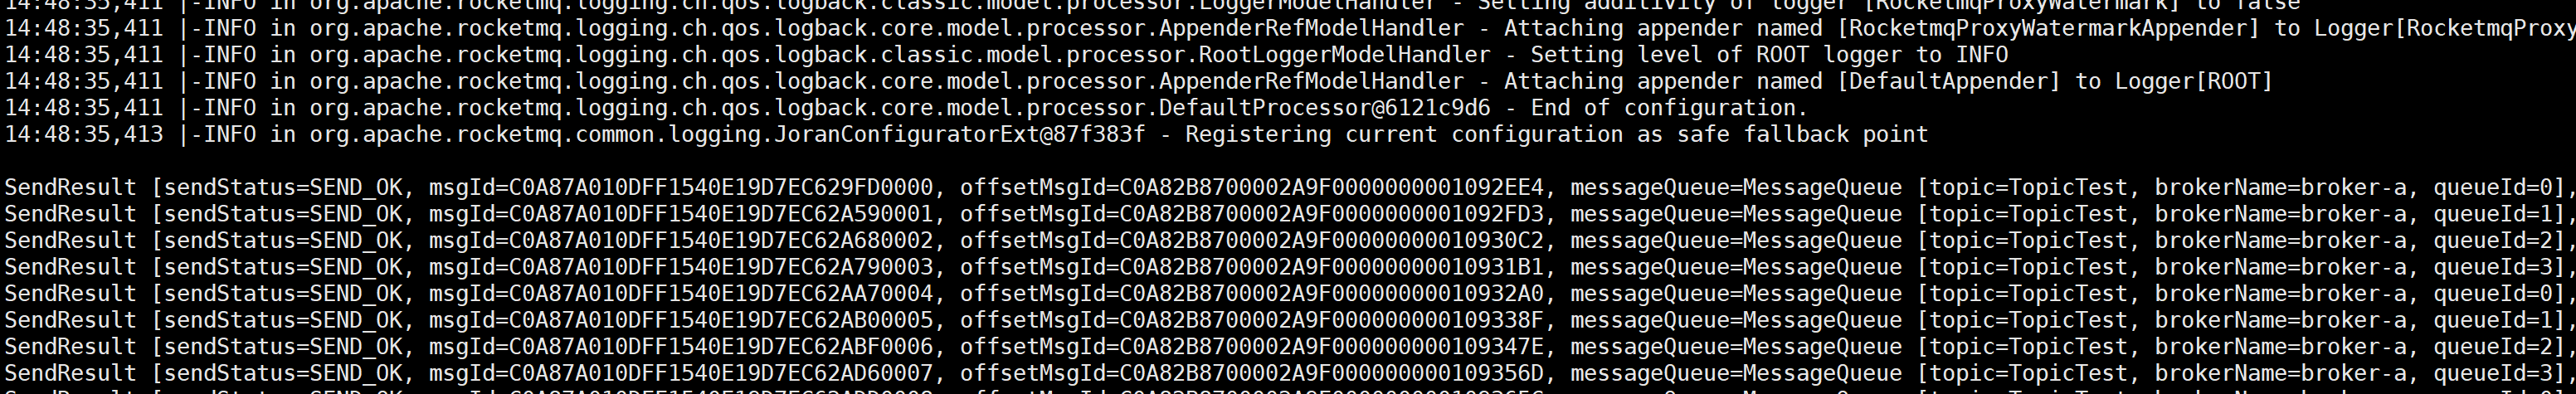 14:48:35,411 |-INFO in org.apache.rocketmq.logging.ch.qos.logback.classic.model.processor.LoggerModelHandler - Setting additivity of logger [RocketmqProxyWatermark] to false
14:48:35,411 |-INFO in org.apache.rocketmq.logging.ch.qos.logback.core.model.processor.AppenderRefModelHandler - Attaching appender named [RocketmqProxyWatermarkAppender] to Logger[RocketmqProxy
14:48:35,411 |-INFO in org.apache.rocketmq.logging.ch.qos.logback.classic.model.processor.RootLoggerModelHandler - Setting level of ROOT logger to INFO
14:48:35,411 |-INFO in org.apache.rocketmq.logging.ch.qos.logback.core.model.processor.AppenderRefModelHandler - Attaching appender named [DefaultAppender] to Logger[ROOT]
14:48:35,411 |-INFO in org.apache.rocketmq.logging.ch.qos.logback.core.model.processor.DefaultProcessor@6121c9d6 - End of configuration.
14:48:35,413 |-INFO in org.apache.rocketmq.common.logging.JoranConfiguratorExt@87f383f - Registering current configuration as safe fallback point
SendResult [sendStatus=SEND_OK, msgId=C0A87A010DFF1540E19D7EC629FD0000, offsetMsgId=C0A82B8700002A9F0000000001092EE4, messageQueue=MessageQueue [topic=TopicTest, brokerName=broker-a, queueId=0],
SendResult [sendStatus=SEND_OK, msgId=C0A87A010DFF1540E19D7EC62A590001, offsetMsgId=C0A82B8700002A9F0000000001092FD3, messageQueue=MessageQueue [topic=TopicTest, brokerName=broker-a, queueId=1],
SendResult [sendStatus=SEND_OK, msgId=C0A87A010DFF1540E19D7EC62A680002, offsetMsgId=C0A82B8700002A9F00000000010930C2, messageQueue=MessageQueue [topic=TopicTest, brokerName=broker-a, queueId=2],
SendResult [sendStatus=SEND_OK, msgId=C0A87A010DFF1540E19D7EC62A790003, offsetMsgId=C0A82B8700002A9F00000000010931B1, messageQueue=MessageQueue [topic=TopicTest, brokerName=broker-a, queueId=3],
SendResult [sendStatus=SEND_OK, msgId=C0A87A010DFF1540E19D7EC62AA70004, offsetMsgId=C0A82B8700002A9F00000000010932A0, messageQueue=MessageQueue [topic=TopicTest, brokerName=broker-a, queueId=0],
SendResult [sendStatus=SEND_OK, msgId=C0A87A010DFF1540E19D7EC62AB00005, offsetMsgId=C0A82B8700002A9F000000000109338F, messageQueue=MessageQueue [topic=TopicTest, brokerName=broker-a, queueId=1],
SendResult [sendStatus=SEND_OK, msgId=C0A87A010DFF1540E19D7EC62ABF0006, offsetMsgId=C0A82B8700002A9F000000000109347E, messageQueue=MessageQueue [topic=TopicTest, brokerName=broker-a, queueId=2],
SendResult [sendStatus=SEND_OK, msgId=C0A87A010DFF1540E19D7EC62AD60007, offsetMsgId=C0A82B8700002A9F000000000109356D, messageQueue=MessageQueue [topic=TopicTest, brokerName=broker-a, queueId=3],